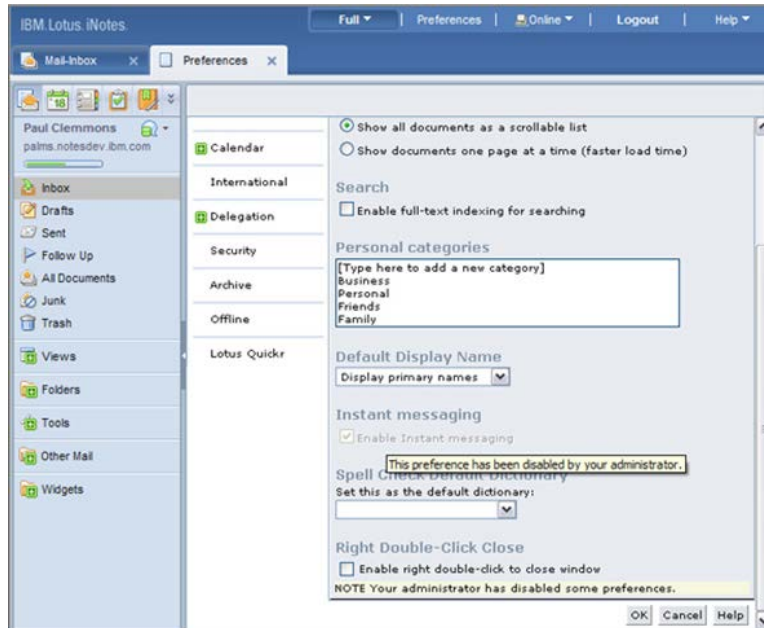 IBM.Lotus.iNotes.
Full | Preferences | Online | Logout | Help
Mail-Inbox X Preferences X
18
Paul Clemmons
palms.notesdev.ibm.com
Inbox
Drafts
Sent
Follow Up
All Documents
Junk
Trash
Views
Folders
Tools
Other Mail
Widgets
Calendar
International
Delegation
Security
Archive
Offline
Lotus Quickr
Show all documents as a scrollable list
Show documents one page at a time (faster load time)
Search
Enable full-text indexing for searching
Personal categories
[Type here to add a new category]
Business
Personal
Friends
Family
Default Display Name
Display primary names
Instant messaging
Enable Instant messaging
This preference has been disabled by your administrator.
Spell Check Default Dictionary
Set this as the default dictionary:
Right Double-Click Close
Enable right double-click to close window
NOTE Your administrator has disabled some preferences.
OK Cancel Help